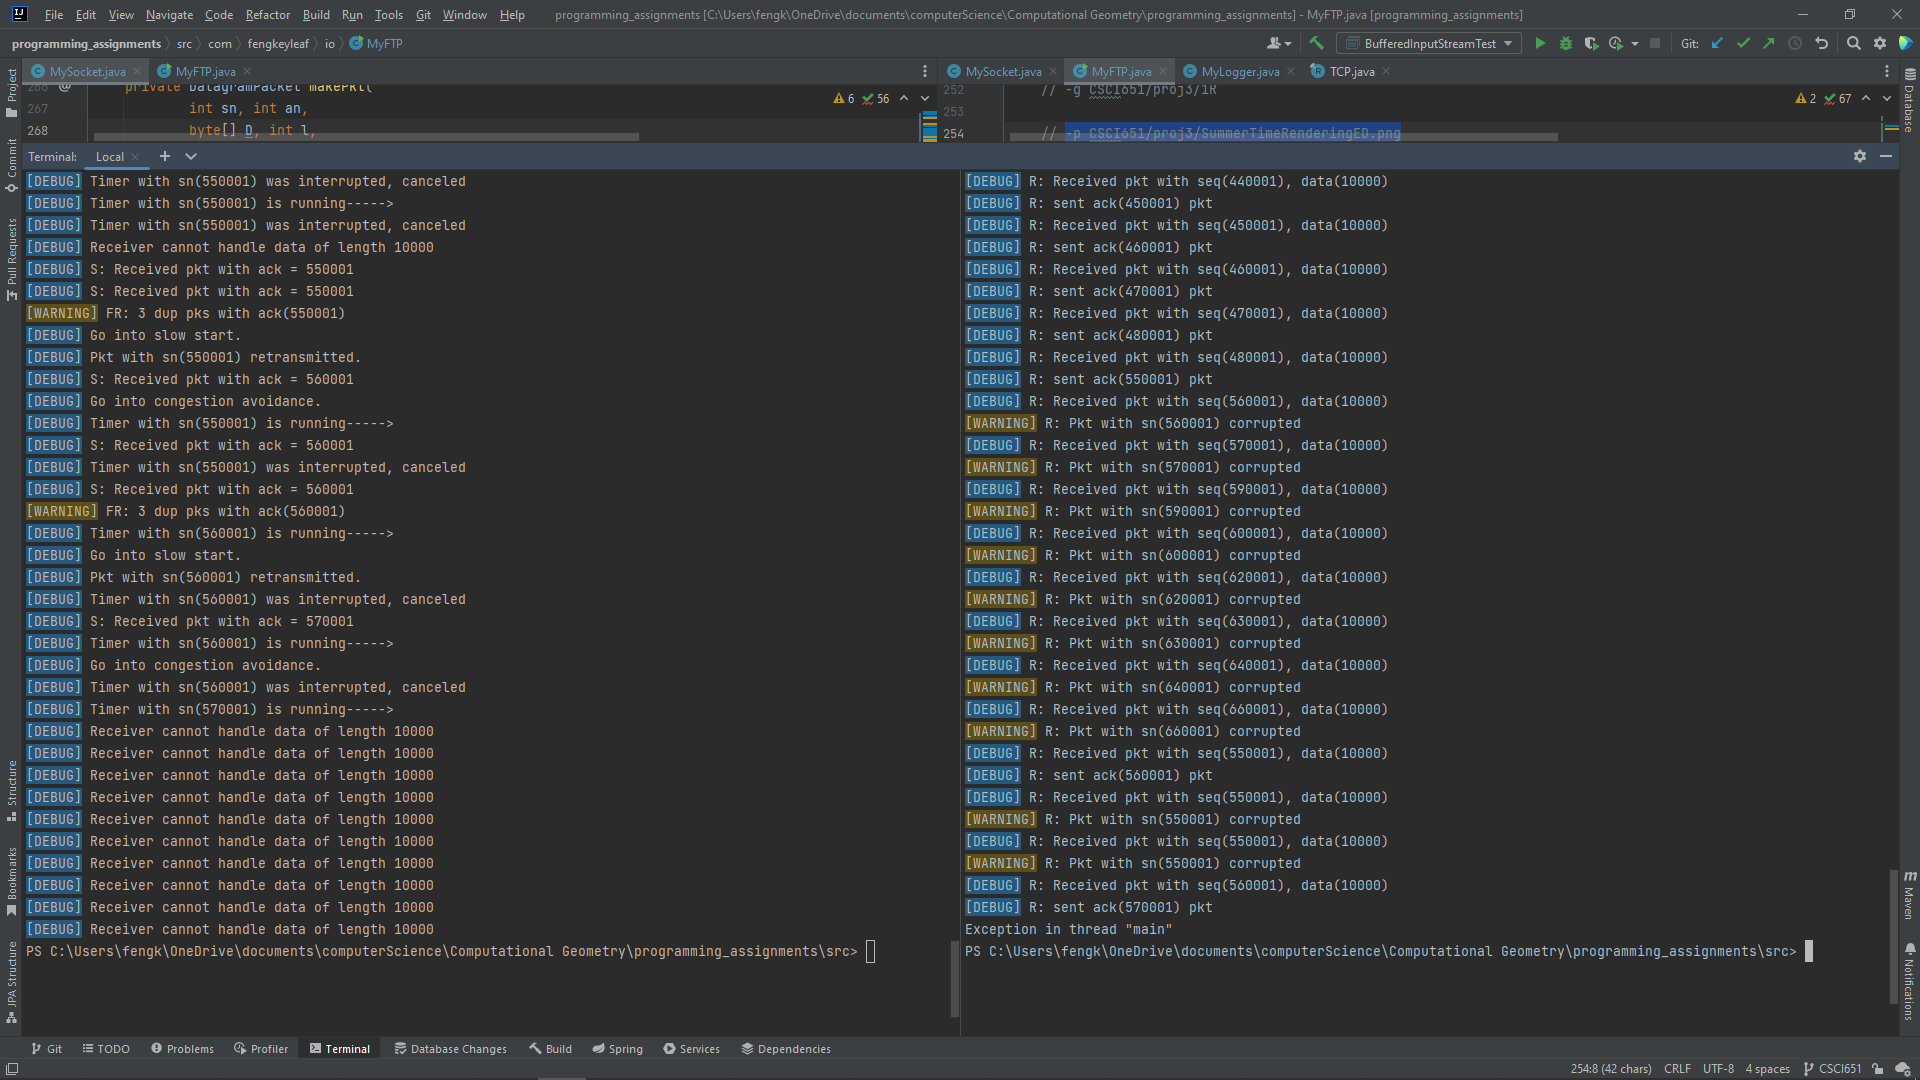 File Edit View Navigate Code Refactor Build Run Tools Git Window Help programming_assignments [C:\Users\fengk\OneDrive\documents\computerScience\Computational Geometry\programming_assignments] - MyFTP.java [programming_assignments]
programming_assignments src com fengkeyleaf io MyFTP BufferedInputStreamTest Git:
MySocket.java MyFTP.java MySocket.java MyFTP.java MyLogger.java TCP.java
266 @ private DatagramPacket makePkt(
267 int sn, int an,
268 byte[] D, int l,
6 56
252 // -g CSCI651/proj3/1R
253
254 // -p CSCI651/proj3/SummerTimeRenderingED.png
2 67
Terminal: Local
[DEBUG] Timer with sn(550001) was interrupted, canceled
[DEBUG] Timer with sn(550001) is running----->
[DEBUG] Timer with sn(550001) was interrupted, canceled
[DEBUG] Receiver cannot handle data of length 10000
[DEBUG] S: Received pkt with ack = 550001
[DEBUG] S: Received pkt with ack = 550001
[WARNING] FR: 3 dup pks with ack(550001)
[DEBUG] Go into slow start.
[DEBUG] Pkt with sn(550001) retransmitted.
[DEBUG] S: Received pkt with ack = 560001
[DEBUG] Go into congestion avoidance.
[DEBUG] Timer with sn(550001) is running----->
[DEBUG] S: Received pkt with ack = 560001
[DEBUG] Timer with sn(550001) was interrupted, canceled
[DEBUG] S: Received pkt with ack = 560001
[WARNING] FR: 3 dup pks with ack(560001)
[DEBUG] Timer with sn(560001) is running----->
[DEBUG] Go into slow start.
[DEBUG] Pkt with sn(560001) retransmitted.
[DEBUG] Timer with sn(560001) was interrupted, canceled
[DEBUG] S: Received pkt with ack = 570001
[DEBUG] Timer with sn(560001) is running----->
[DEBUG] Go into congestion avoidance.
[DEBUG] Timer with sn(560001) was interrupted, canceled
[DEBUG] Timer with sn(570001) is running----->
[DEBUG] Receiver cannot handle data of length 10000
[DEBUG] Receiver cannot handle data of length 10000
[DEBUG] Receiver cannot handle data of length 10000
[DEBUG] Receiver cannot handle data of length 10000
[DEBUG] Receiver cannot handle data of length 10000
[DEBUG] Receiver cannot handle data of length 10000
[DEBUG] Receiver cannot handle data of length 10000
[DEBUG] Receiver cannot handle data of length 10000
[DEBUG] Receiver cannot handle data of length 10000
[DEBUG] Receiver cannot handle data of length 10000
PS C:\Users\fengk\OneDrive\documents\computerScience\Computational Geometry\programming_assignments\src>
[DEBUG] R: Received pkt with seq(440001), data(10000)
[DEBUG] R: sent ack(450001) pkt
[DEBUG] R: Received pkt with seq(450001), data(10000)
[DEBUG] R: sent ack(460001) pkt
[DEBUG] R: Received pkt with seq(460001), data(10000)
[DEBUG] R: sent ack(470001) pkt
[DEBUG] R: Received pkt with seq(470001), data(10000)
[DEBUG] R: sent ack(480001) pkt
[DEBUG] R: Received pkt with seq(480001), data(10000)
[DEBUG] R: sent ack(550001) pkt
[DEBUG] R: Received pkt with seq(560001), data(10000)
[WARNING] R: Pkt with sn(560001) corrupted
[DEBUG] R: Received pkt with seq(570001), data(10000)
[WARNING] R: Pkt with sn(570001) corrupted
[DEBUG] R: Received pkt with seq(590001), data(10000)
[WARNING] R: Pkt with sn(590001) corrupted
[DEBUG] R: Received pkt with seq(600001), data(10000)
[WARNING] R: Pkt with sn(600001) corrupted
[DEBUG] R: Received pkt with seq(620001), data(10000)
[WARNING] R: Pkt with sn(620001) corrupted
[DEBUG] R: Received pkt with seq(630001), data(10000)
[WARNING] R: Pkt with sn(630001) corrupted
[DEBUG] R: Received pkt with seq(640001), data(10000)
[WARNING] R: Pkt with sn(640001) corrupted
[DEBUG] R: Received pkt with seq(660001), data(10000)
[WARNING] R: Pkt with sn(660001) corrupted
[DEBUG] R: Received pkt with seq(550001), data(10000)
[DEBUG] R: sent ack(560001) pkt
[DEBUG] R: Received pkt with seq(550001), data(10000)
[WARNING] R: Pkt with sn(550001) corrupted
[DEBUG] R: Received pkt with seq(550001), data(10000)
[WARNING] R: Pkt with sn(550001) corrupted
[DEBUG] R: Received pkt with seq(560001), data(10000)
[DEBUG] R: sent ack(570001) pkt
Exception in thread "main"
PS C:\Users\fengk\OneDrive\documents\computerScience\Computational Geometry\programming_assignments\src>
Project
Commit
Pull Requests
Structure
Bookmarks
JPA Structure
Database
Maven
Notifications
Git TODO Problems Profiler Terminal Database Changes Build Spring Services Dependencies
254:8 (42 chars) CRLF UTF-8 4 spaces CSCI651